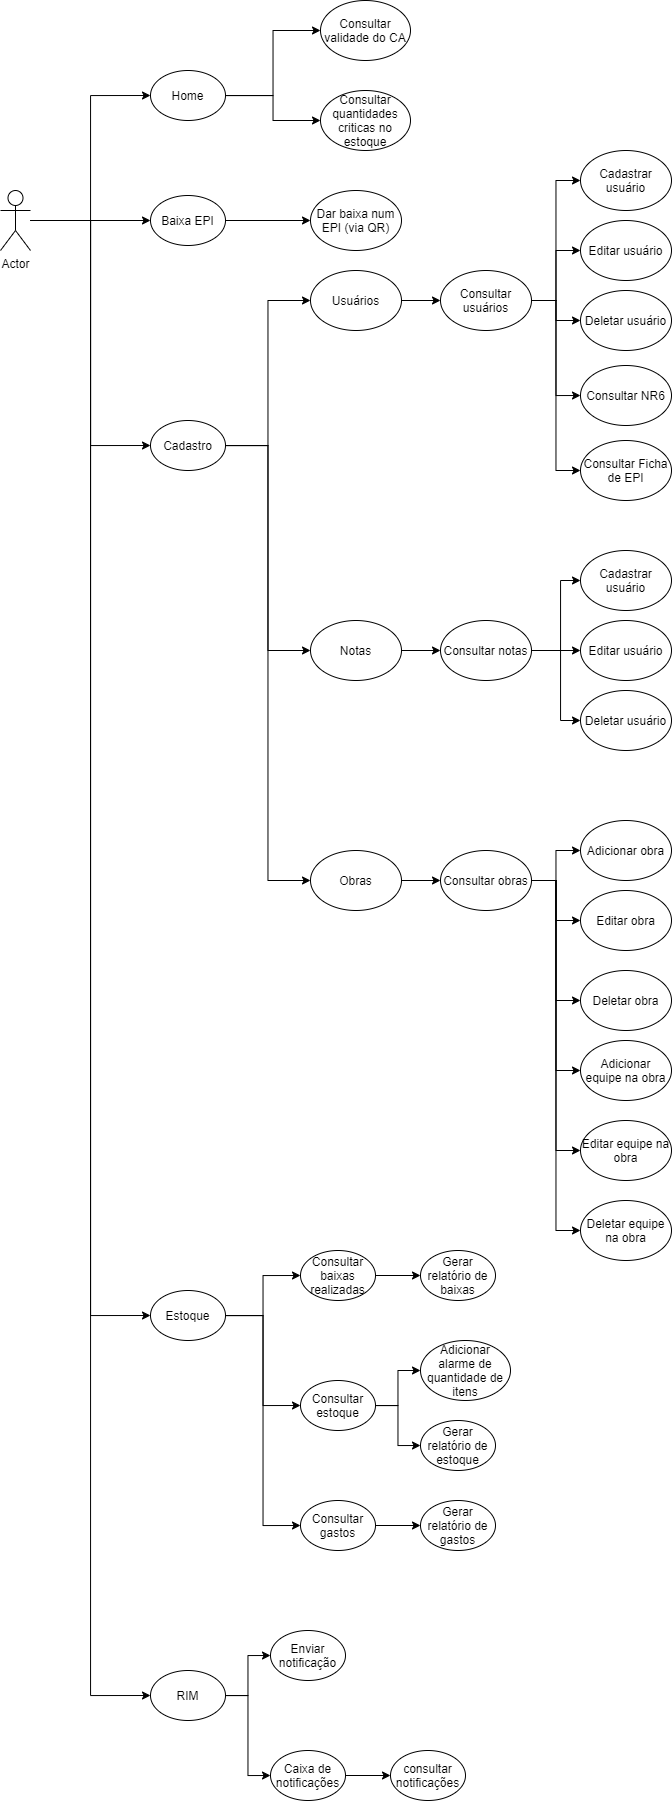 Consultar
validade do CA
Home
Consultar
quantidades
criticas no
estoque
Actor
Baixa EPI
Dar baixa num
EPI (via QR)
Cadastro
Usuários
Consultar
usuários
Cadastrar
usuário
Editar usuário
Deletar usuário
Consultar NR6
Consultar Ficha
de EPI
Notas
Consultar notas
Cadastrar
usuário
Editar usuário
Deletar usuário
Obras
Consultar obras
Adicionar obra
Editar obra
Deletar obra
Adicionar
equipe na obra
Editar equipe na
obra
Deletar equipe
na obra
Estoque
Consultar
baixas
realizadas
Gerar
relatório de
baixas
Consultar
estoque
Adicionar
alarme de
quantidade de
itens
Gerar
relatório de
estoque
Consultar
gastos
Gerar
relatório de
gastos
RIM
Enviar
notificação
Caixa de
notificações
consultar
notificações